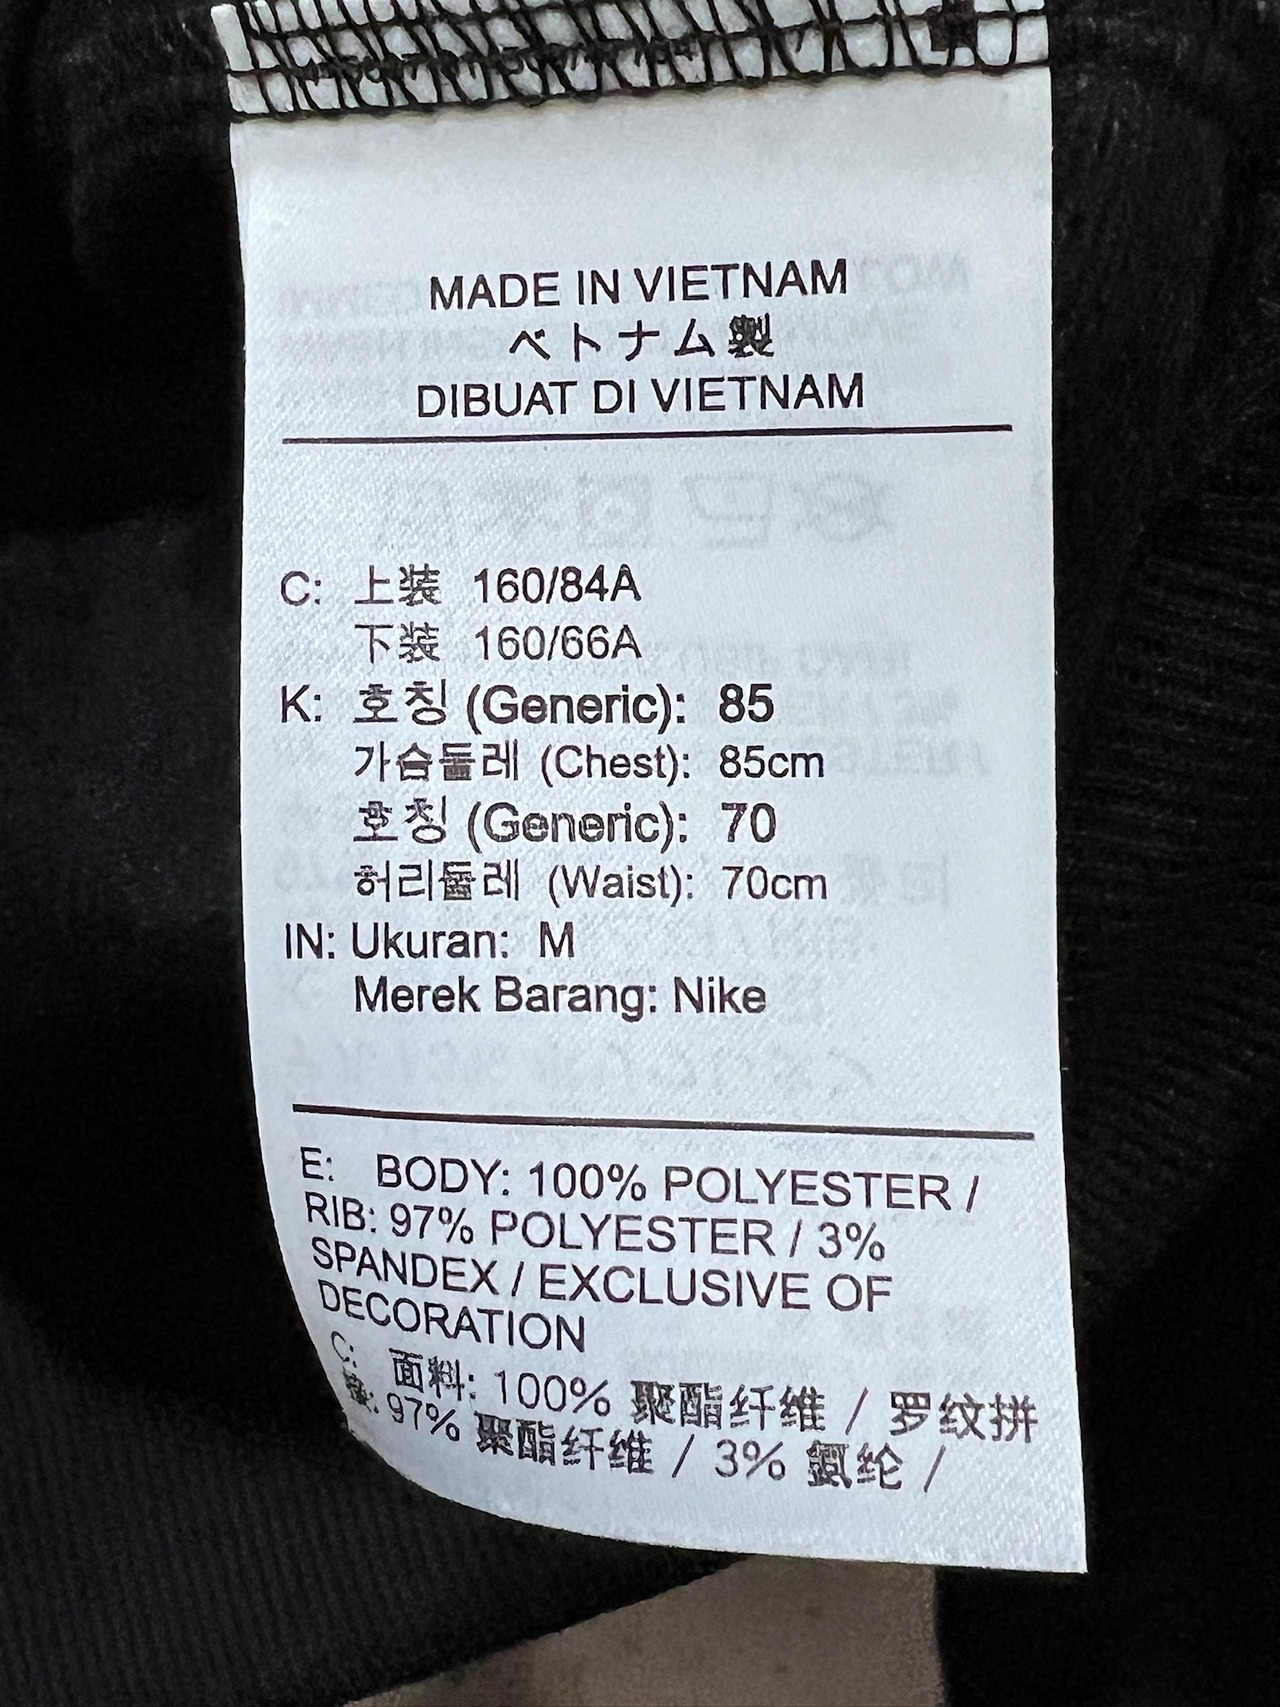 MADE IN VIETNAM
ベトナム製
DIBUAT DI VIETNAM
C: 上装 160/84A
下装 160/66A
K: 호칭 (Generic): 85
가슴둘레 (Chest): 85cm
호칭 (Generic): 70
허리둘레 (Waist): 70cm
IN: Ukuran: M
Merek Barang: Nike
E: BODY: 100% POLYESTER /
RIB: 97% POLYESTER / 3%
SPANDEX / EXCLUSIVE OF
DECORATION
C: 面料: 100% 聚酯纤维 / 罗纹拼
接: 97% 聚酯纤维 / 3% 氨纶 /